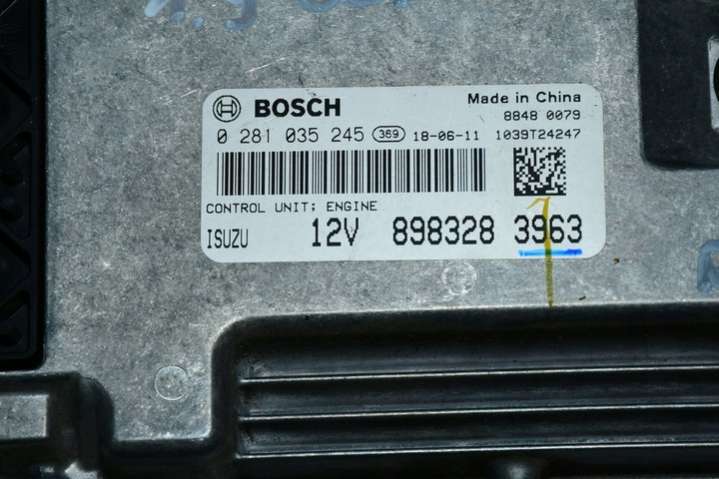 BOSCH
Made in China
8848 0079
0 281 035 245 369 18-06-11 1039T24247
CONTROL UNIT; ENGINE
ISUZU 12V 898328 3963